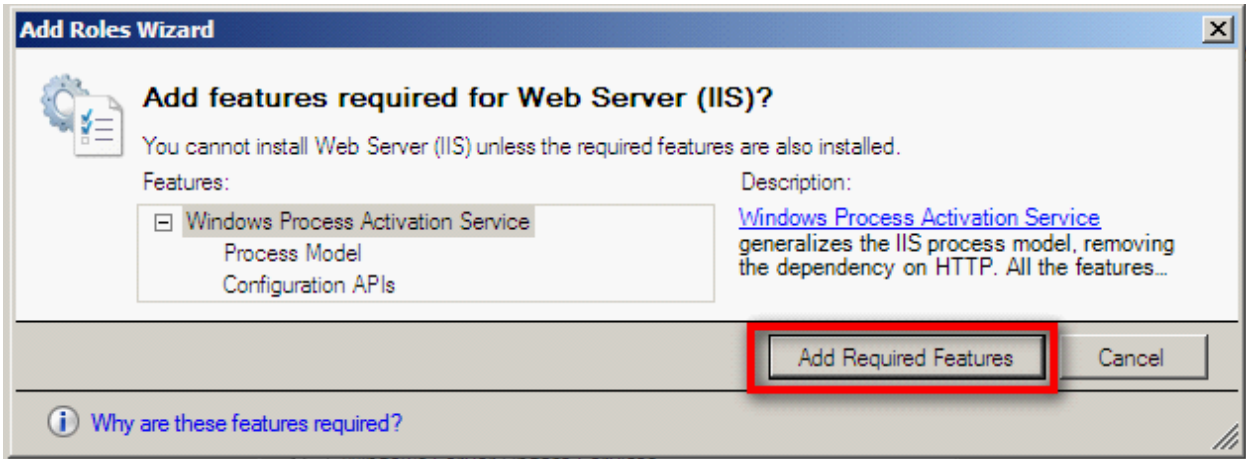 Add Roles Wizard
Add features required for Web Server (IIS)?
You cannot install Web Server (IIS) unless the required features are also installed.
Features:
Description:
Windows Process Activation Service
Process Model
Configuration APIs
Windows Process Activation Service
generalizes the IIS process model, removing
the dependency on HTTP. All the features...
Add Required Features
Cancel
Why are these features required?